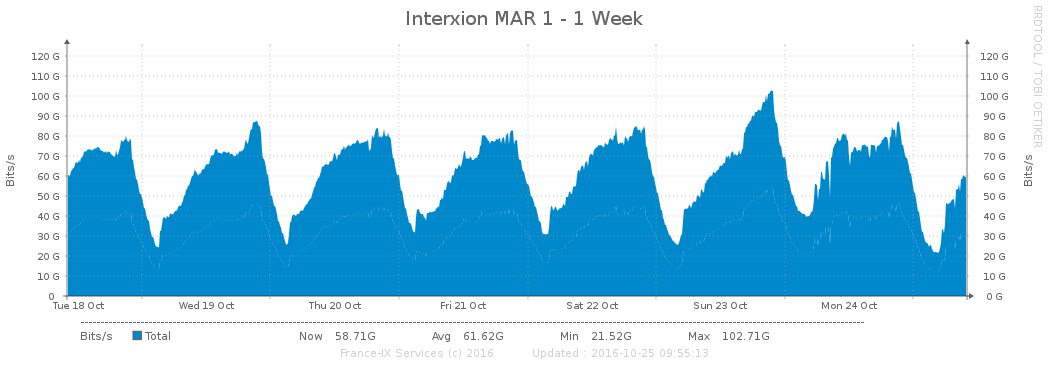 Interxion MAR 1 - 1 Week
RRDTOOL / TOBI OETIKER
Bits/s
120 G
110 G
100 G
90 G
80 G
70 G
60 G
50 G
40 G
30 G
20 G
10 G
0
120 G
110 G
100 G
90 G
80 G
70 G
60 G
50 G
40 G
30 G
20 G
10 G
0 G
Bits/s
Tue 18 Oct Wed 19 Oct Thu 20 Oct Fri 21 Oct Sat 22 Oct Sun 23 Oct Mon 24 Oct
Bits/s Total Now 58.71G Avg 61.62G Min 21.52G Max 102.71G
France-IX Services (c) 2016 Updated : 2016-10-25 09:55:13